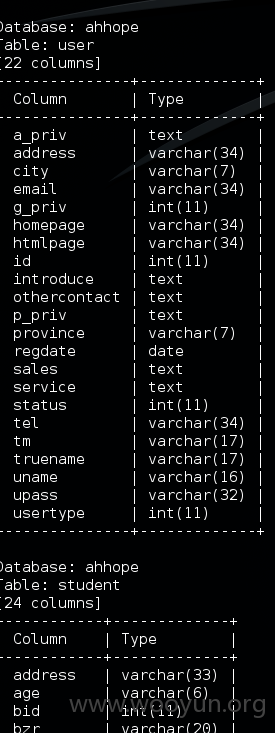 Database: ahhope
Table: user
[22 columns]
--------------+-------------+
Column | Type |
--------------+-------------+
a_priv | text |
address | varchar(34) |
city | varchar(7) |
email | varchar(34) |
g_priv | int(11) |
homepage | varchar(34) |
htmlpage | varchar(34) |
id | int(11) |
introduce | text |
othercontact | text |
p_priv | text |
province | varchar(7) |
regdate | date |
sales | text |
service | text |
status | int(11) |
tel | varchar(34) |
tm | varchar(17) |
truename | varchar(17) |
uname | varchar(16) |
upass | varchar(32) |
usertype | int(11) |
--------------+-------------+
Database: ahhope
Table: student
[24 columns]
-----------+-------------+
Column | Type |
-----------+-------------+
address | varchar(33) |
age | varchar(6) |
bid | int(11) |
bzr | varchar(20) |
www.wooyun.org